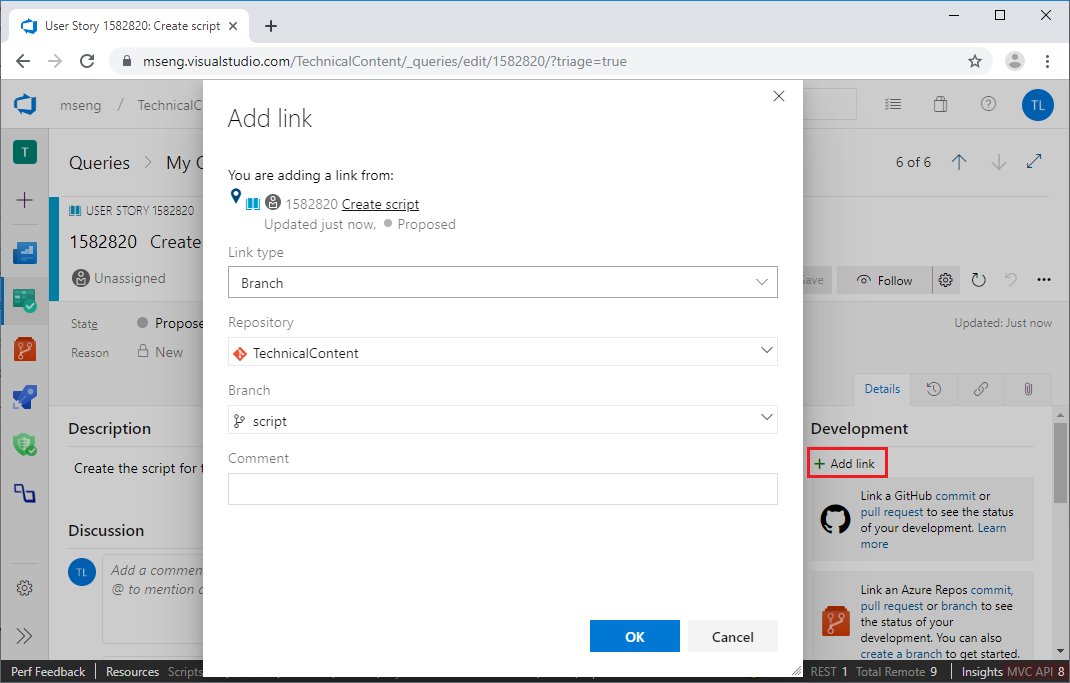 User Story 1582820: Create script
mseng.visualstudio.com/TechnicalContent/_queries/edit/1582820/?triage=true
mseng / TechnicalC
TL
T
Queries > My
6 of 6
USER STORY 1582820
1582820 Create
Unassigned
Save
Follow
State Propose
Reason New
Updated: Just now
Details
Description
Create the script for
Discussion
TL
Add a commen
@ to mention
Add link
You are adding a link from:
1582820 Create script
Updated just now, Proposed
Link type
Branch
Repository
TechnicalContent
Branch
script
Comment
OK Cancel
Development
+ Add link
Link a GitHub commit or
pull request to see the status
of your development. Learn
more
Link an Azure Repos commit,
pull request or branch to see
the status of your
development. You can also
create a branch to get started.
Perf Feedback Resources Scripts
REST 1 Total Remote 9 Insights MVC API 8